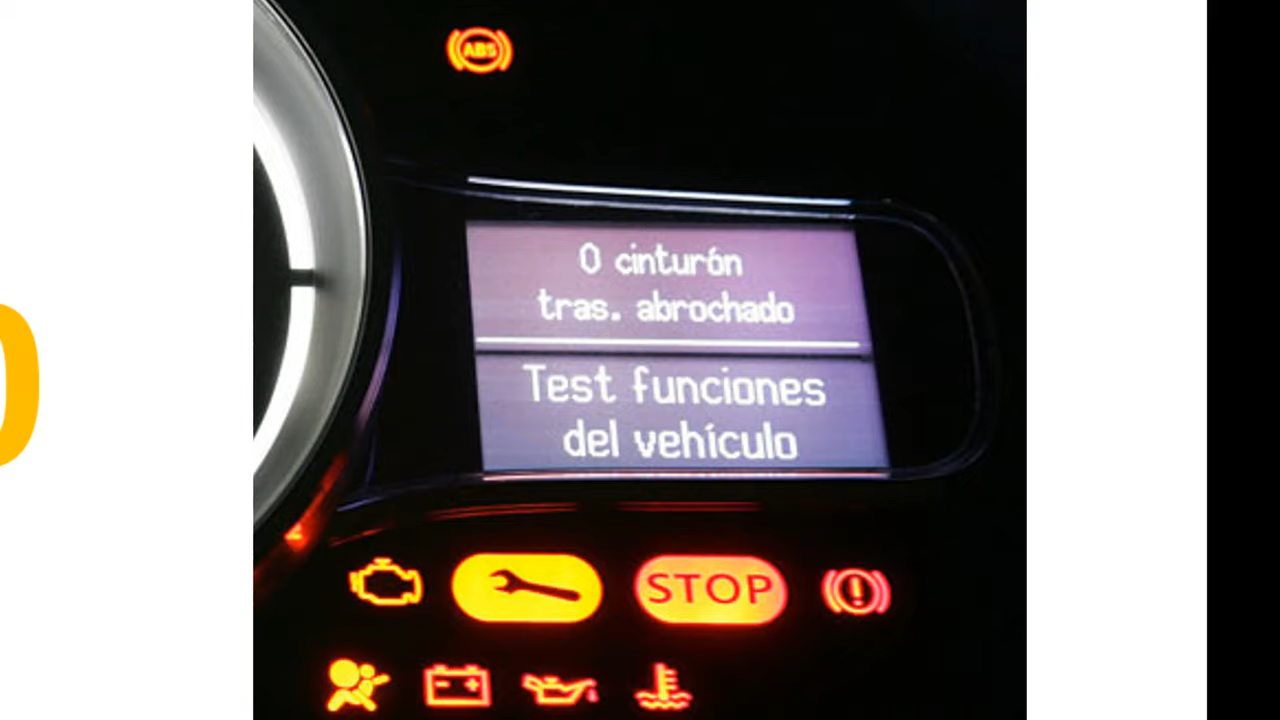 ABS
0 cinturón
tras. abrochado
Test funciones
del vehículo
STOP